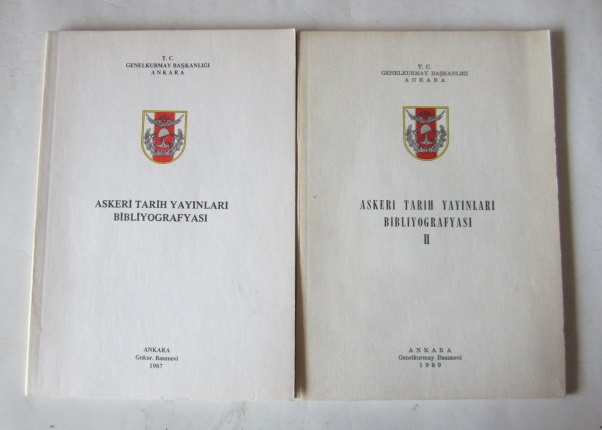 T. C.
GENELKURMAY BAŞKANLIĞI
ANKARA
ASKERİ TARİH YAYINLARI
BİBLİYOGRAFYASI
ANKARA
Gnkur. Basımevi
1987
T. C.
GENELKURMAY BAŞKANLIĞI
ANKARA
ASKERİ TARİH YAYINLARI
BİBLİYOGRAFYASI
II
ANKARA
Genelkurmay Basımevi
1989